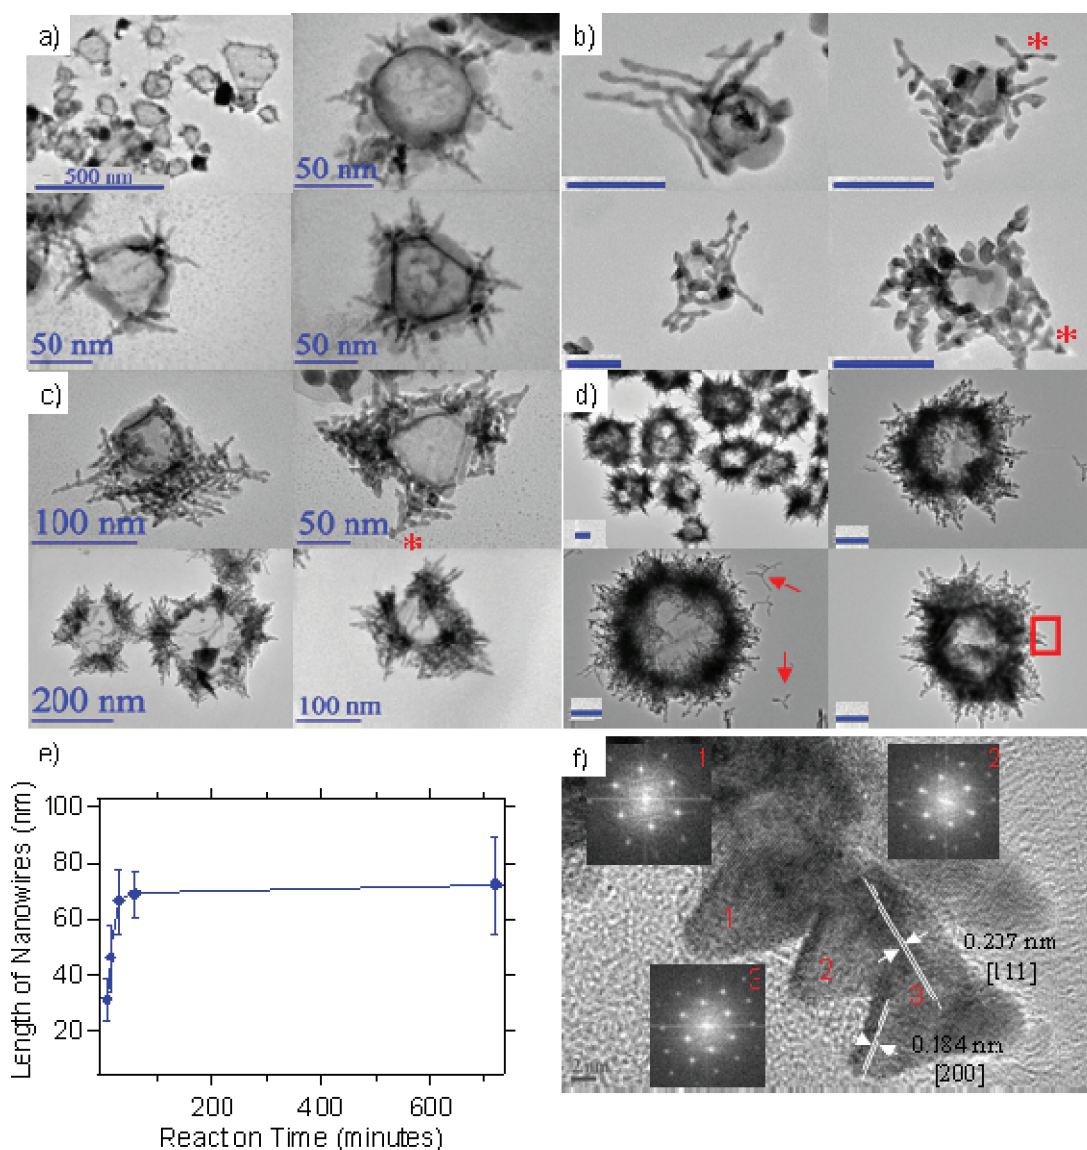 a)
500 nm
50 nm
50 nm
50 nm
b)
*
*
c)
100 nm
50 nm
*
200 nm
100 nm
d)
e)
Length of Nanowires (nm)
100
80
60
40
20
200
400
600
Reaction Time (minutes)
f)
1
2
1
2
3
3
0.207 nm
[111]
0.184 nm
[200]
2 nm